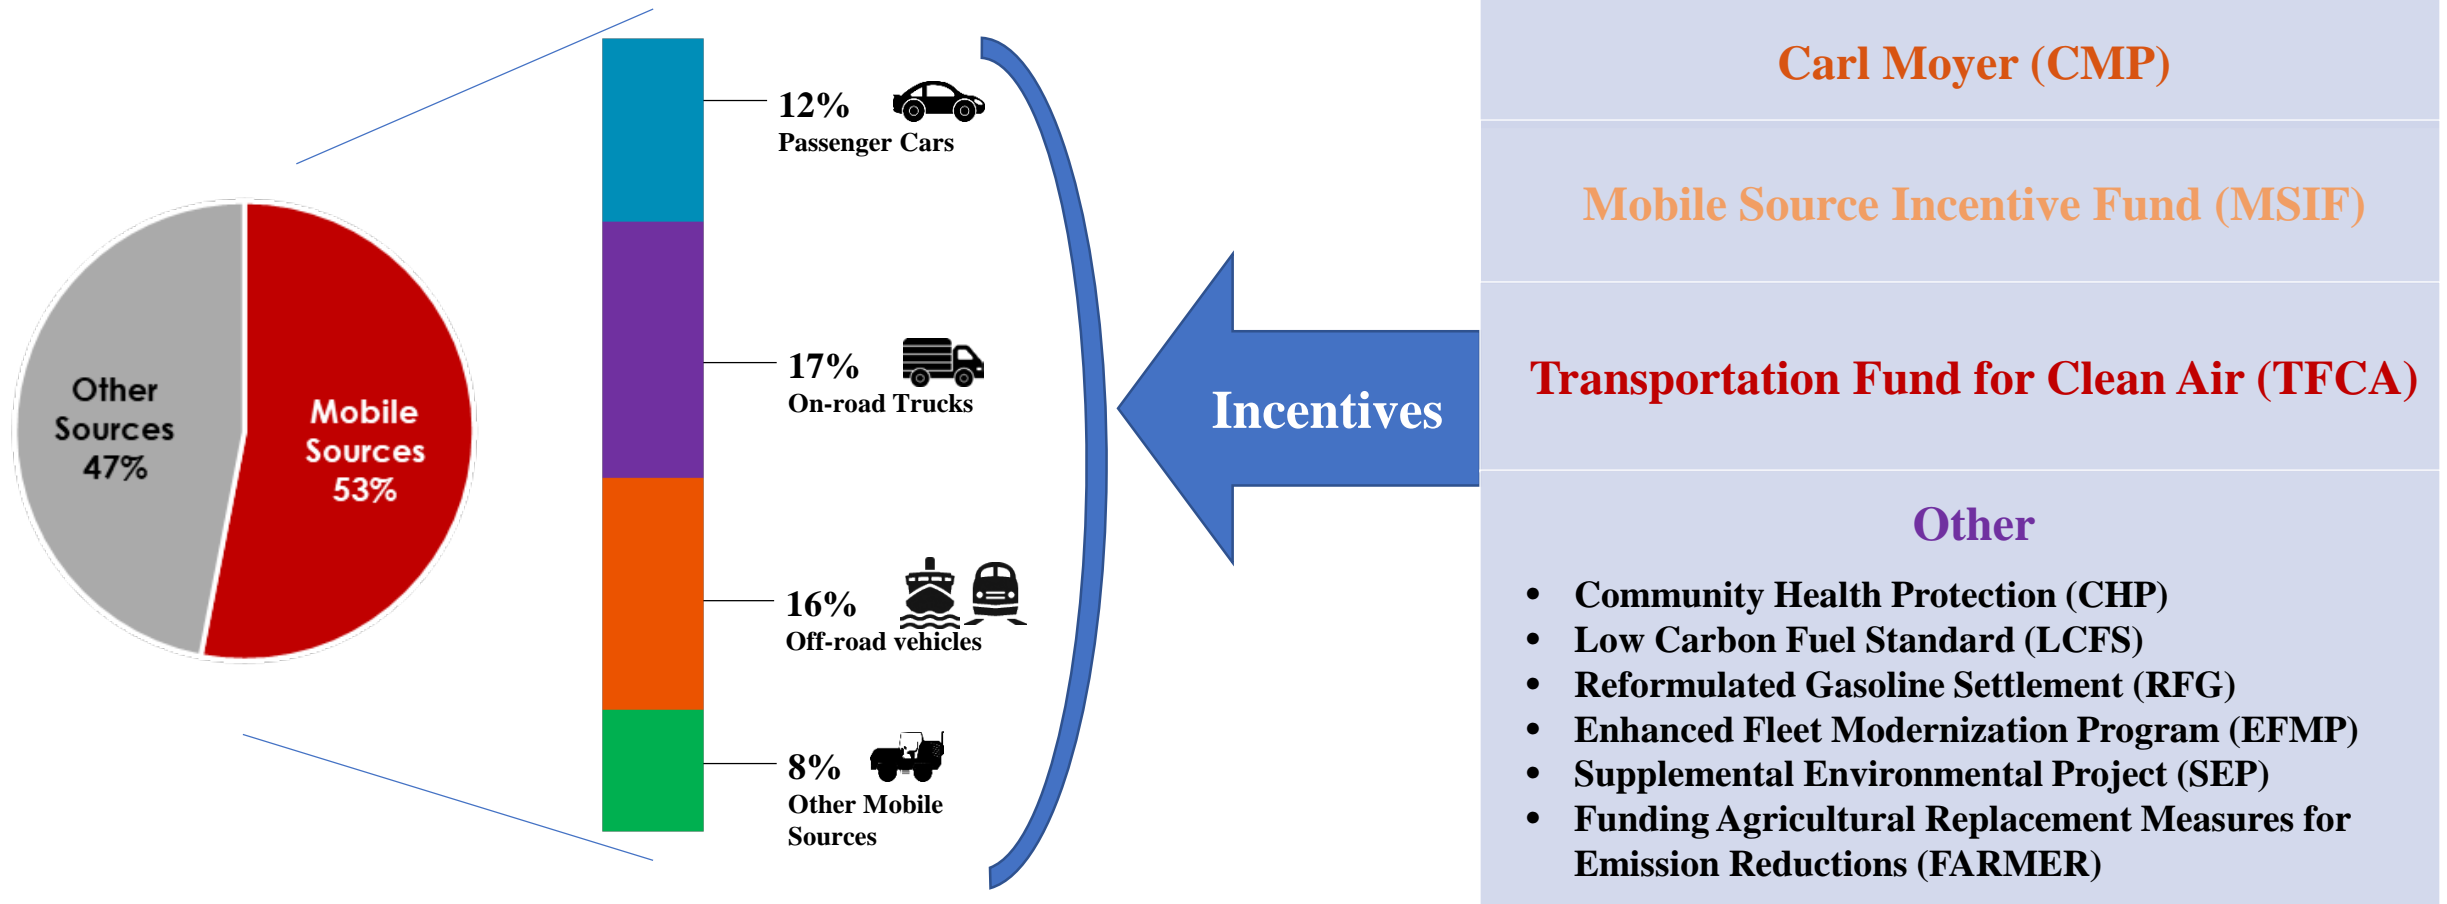 Other
Sources
47%
Mobile
Sources
53%
12%
Passenger Cars
17%
On-road Trucks
16%
Off-road vehicles
8%
Other Mobile
Sources
Incentives
Carl Moyer (CMP)
Mobile Source Incentive Fund (MSIF)
Transportation Fund for Clean Air (TFCA)
Other
• Community Health Protection (CHP)
• Low Carbon Fuel Standard (LCFS)
• Reformulated Gasoline Settlement (RFG)
• Enhanced Fleet Modernization Program (EFMP)
• Supplemental Environmental Project (SEP)
• Funding Agricultural Replacement Measures for
Emission Reductions (FARMER)